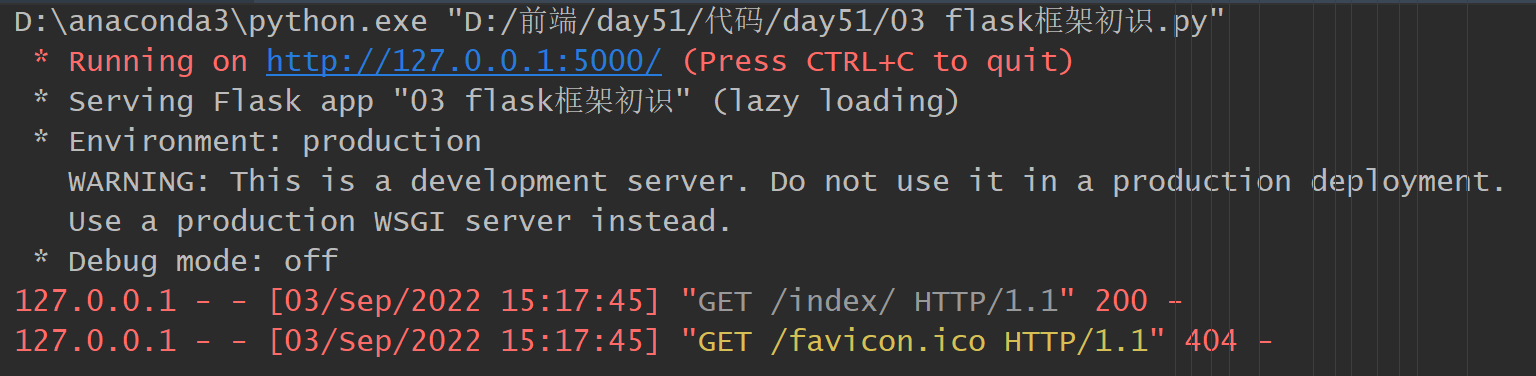 D:\anaconda3\python.exe "D:/前端/day51/代码/day51/03 flask框架初识.py"
 * Running on http://127.0.0.1:5000/ (Press CTRL+C to quit)
 * Serving Flask app "03 flask框架初识" (lazy loading)
 * Environment: production
   WARNING: This is a development server. Do not use it in a production deployment.
   Use a production WSGI server instead.
 * Debug mode: off
127.0.0.1 - - [03/Sep/2022 15:17:45] "GET /index/ HTTP/1.1" 200 -
127.0.0.1 - - [03/Sep/2022 15:17:45] "GET /favicon.ico HTTP/1.1" 404 -